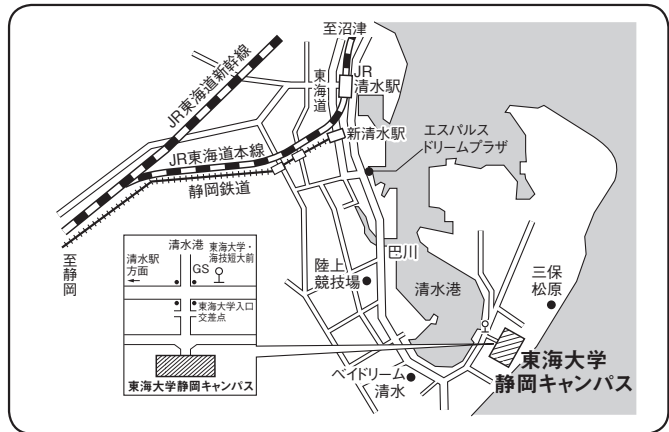 至沼津
JR東海道新幹線
東海道
JR
清水駅
新清水駅
エスパルス
ドリームプラザ
JR東海道本線
静岡鉄道
至静岡
清水港
清水駅
方面
GS
東海大学・
海技短大前
東海大学入口
交差点
東海大学静岡キャンパス
陸上
競技場
巴川
清水港
三保
松原
東海大学
静岡キャンパス
ベイドリーム
清水